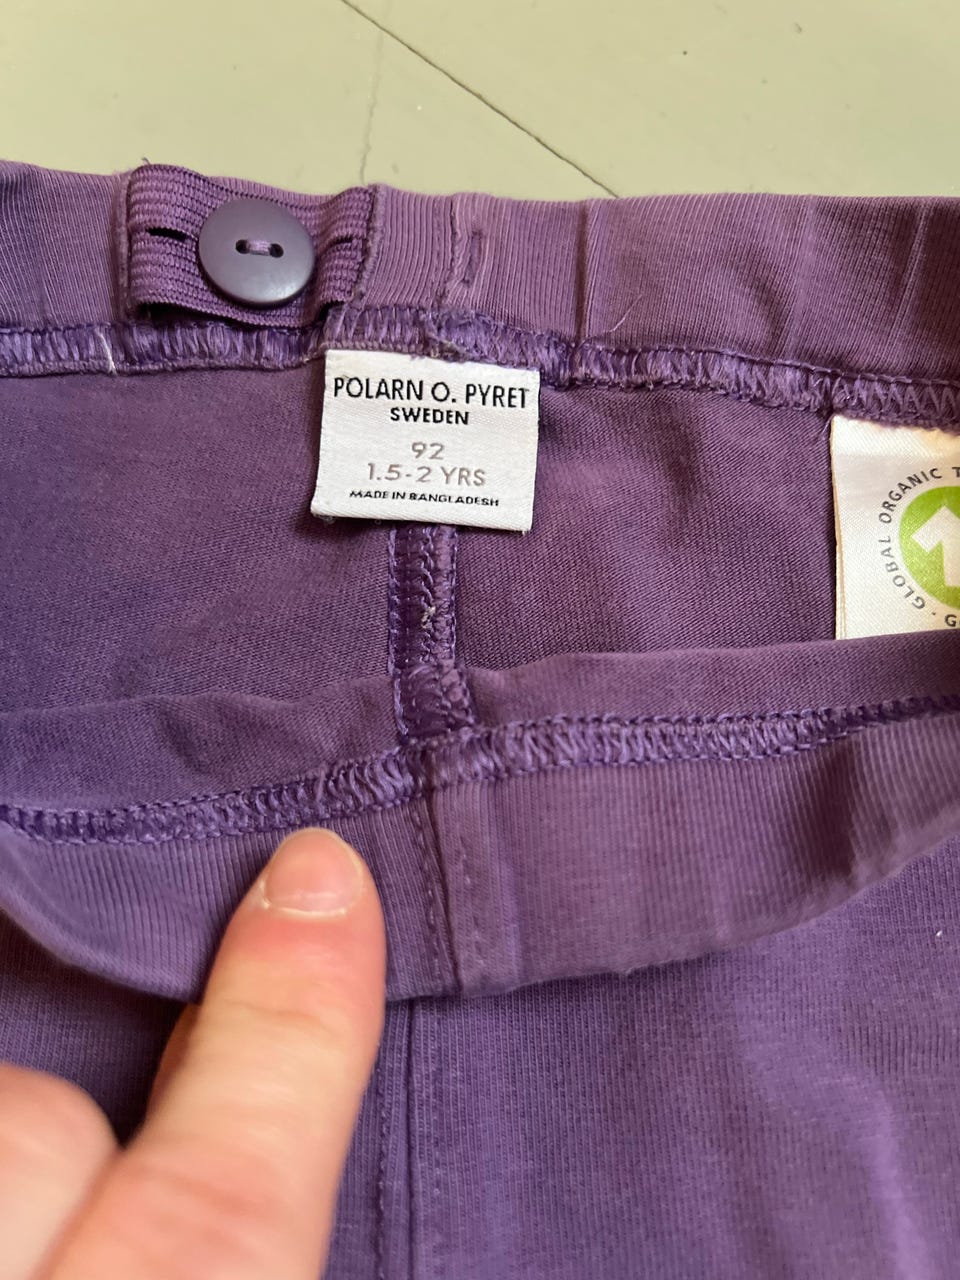 POLARN O. PYRET
SWEDEN
92
1.5-2 YRS
MADE IN BANGLADESH
GLOBAL ORGANIC T
G